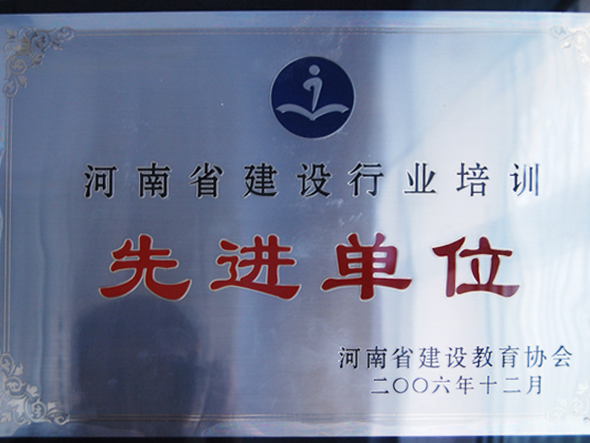 河南省建设行业培训
先进单位
河南省建设教育协会
二〇〇六年十二月